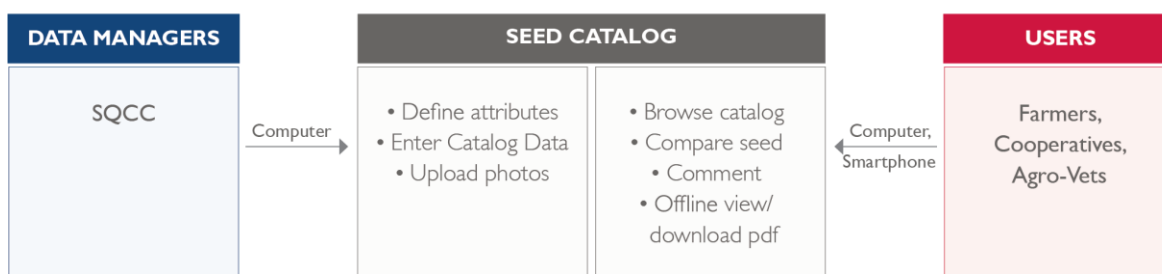 DATA MANAGERS
SQCC
Computer
SEED CATALOG
• Define attributes
• Enter Catalog Data
• Upload photos
• Browse catalog
• Compare seed
• Comment
• Offline view/
download pdf
Computer,
Smartphone
USERS
Farmers,
Cooperatives,
Agro-Vets